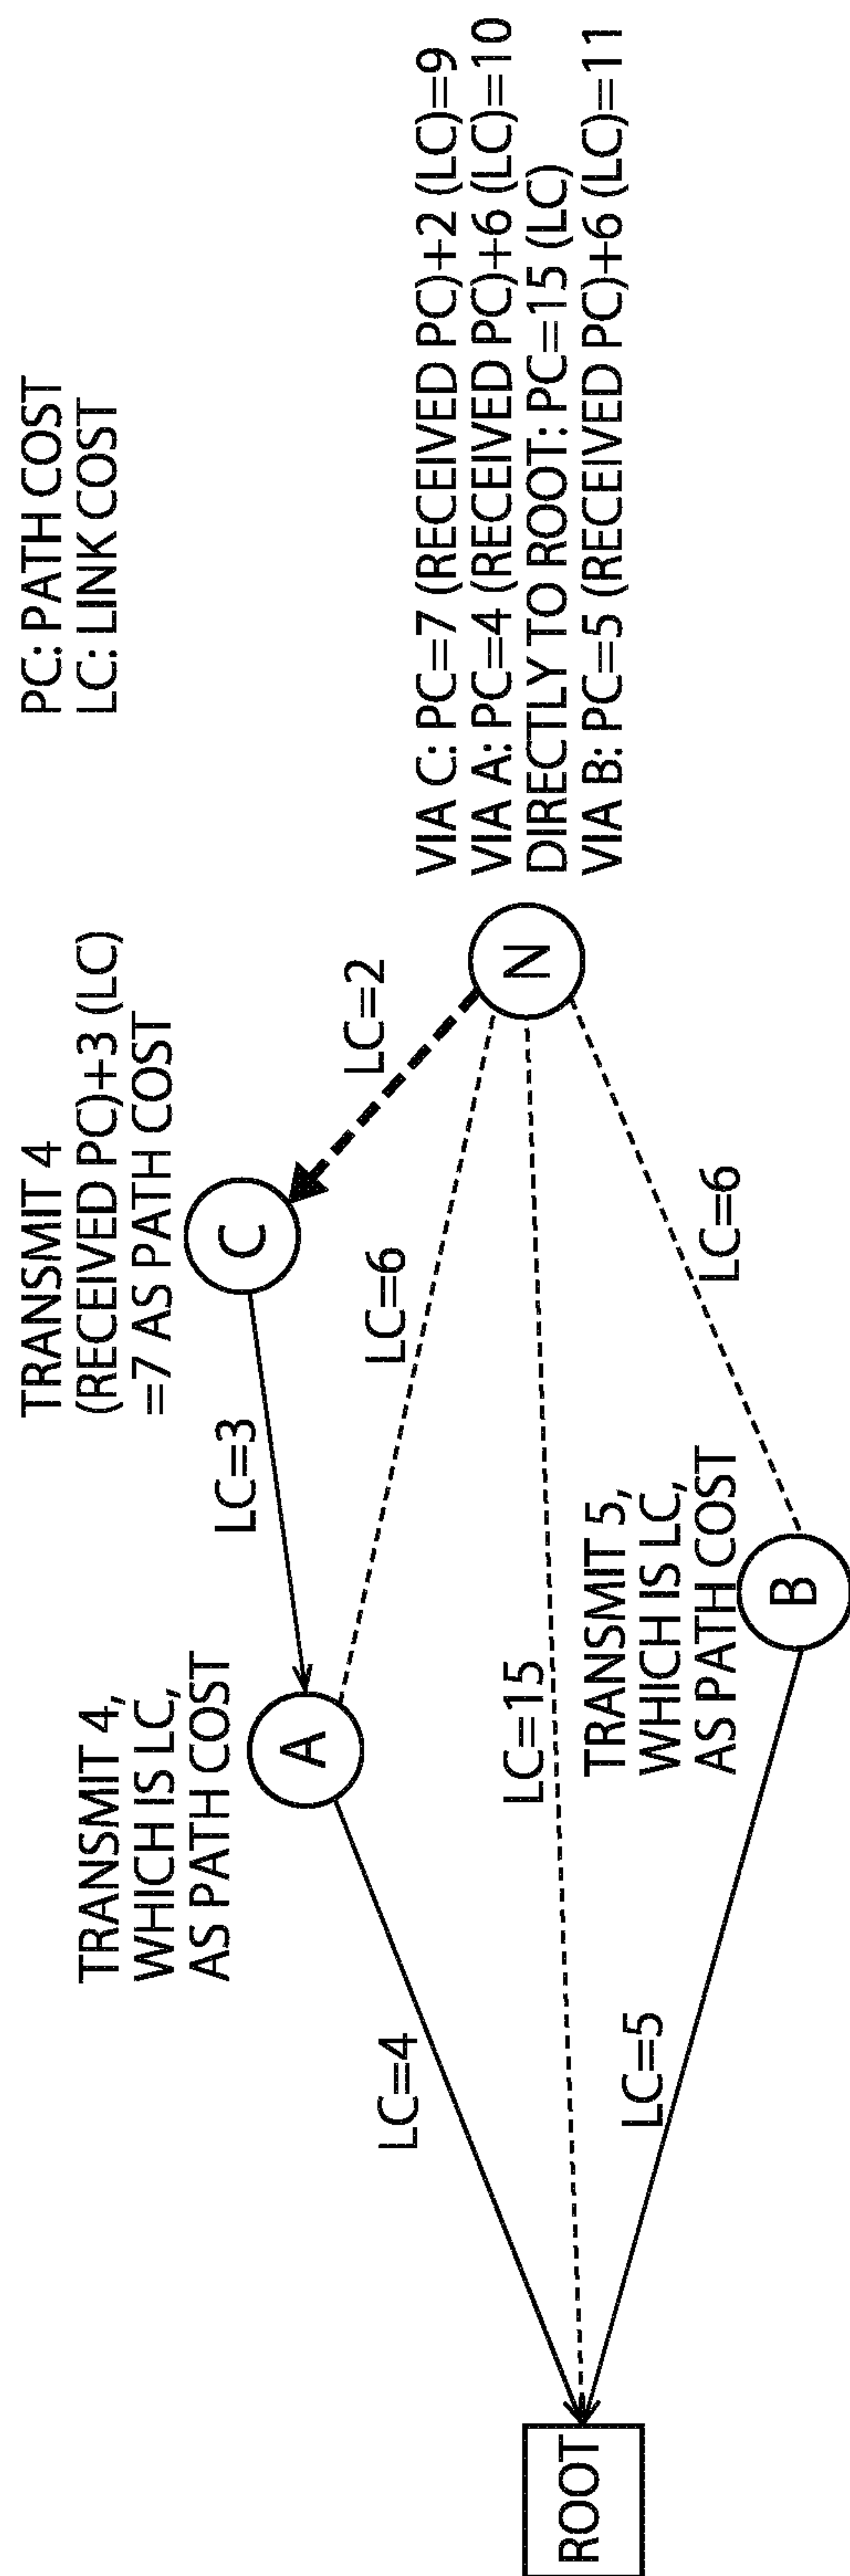 PC: PATH COST
LC: LINK COST
TRANSMIT 4
(RECEIVED PC)+3 (LC)
=7 AS PATH COST
TRANSMIT 4,
WHICH IS LC,
AS PATH COST
C
LC=2
LC=3
A
LC=6
LC=4
N
VIA C: PC=7 (RECEIVED PC)+2 (LC)=9
VIA A: PC=4 (RECEIVED PC)+6 (LC)=10
DIRECTLY TO ROOT: PC=15 (LC)
VIA B: PC=5 (RECEIVED PC)+6 (LC)=11
LC=15
ROOT
TRANSMIT 5,
WHICH IS LC,
AS PATH COST
LC=5
LC=6
B